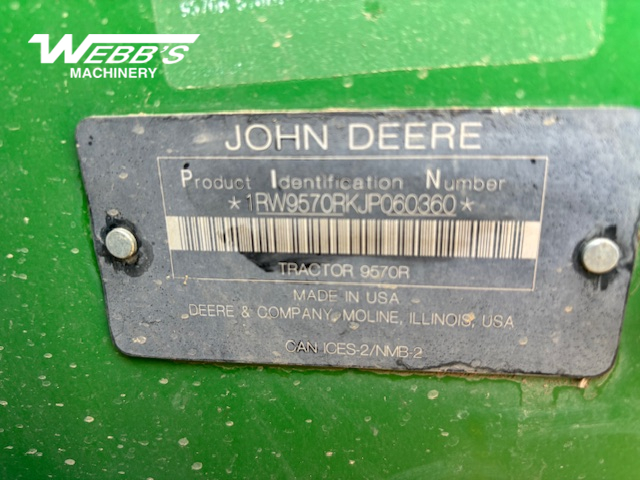 WEBB'S
MACHINERY
JOHN DEERE
Product Identification Number
*1RW9570RKJP060360*
TRACTOR 9570R
MADE IN USA
DEERE & COMPANY, MOLINE, ILLINOIS, USA
CAN ICES-2/NMB-2